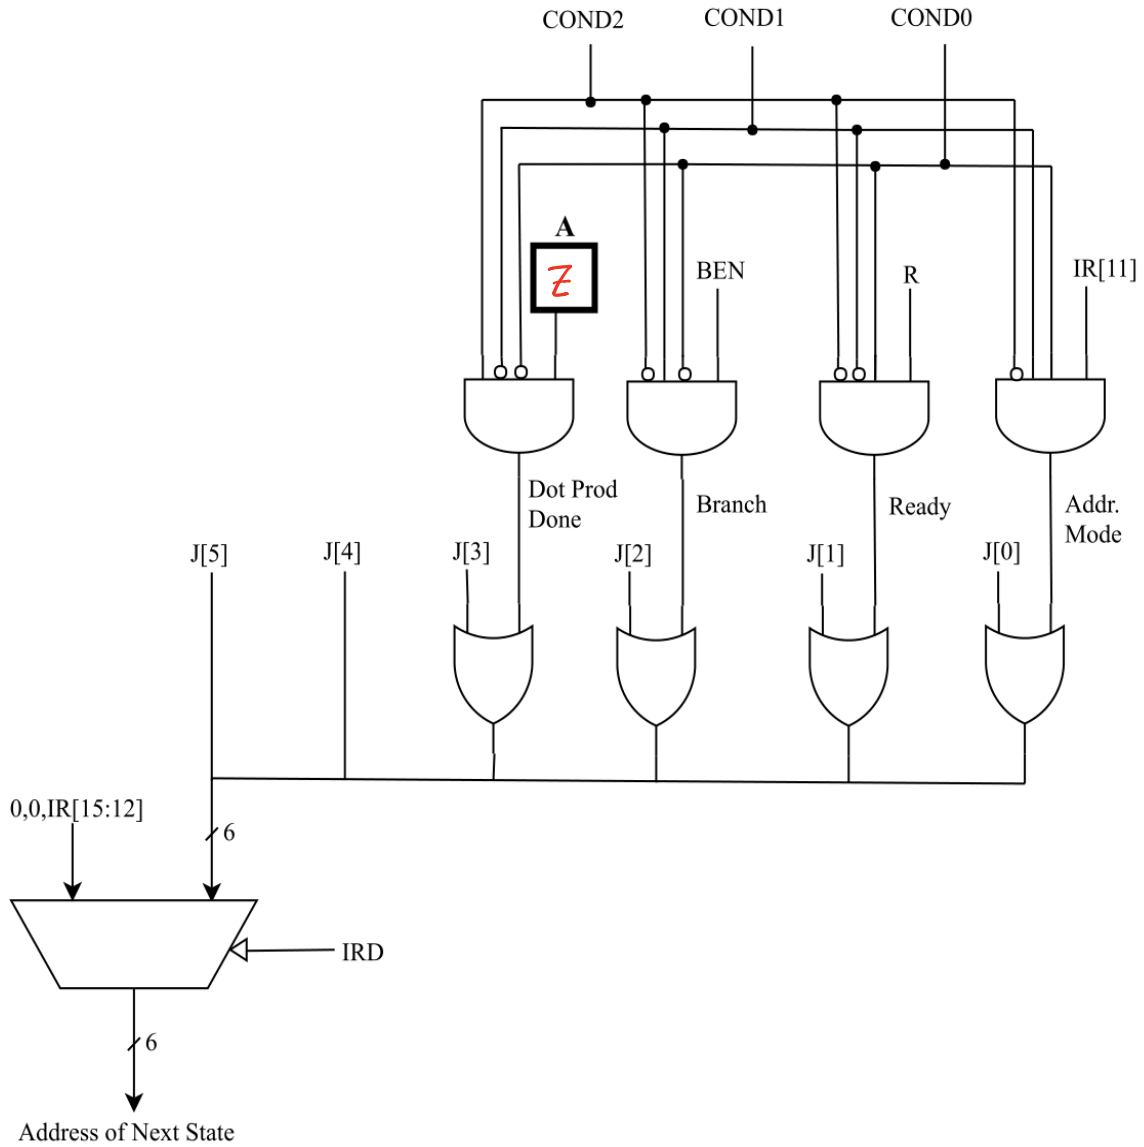 COND2
COND1
COND0
A
Z
BEN
R
IR[11]
Dot Prod
Done
Branch
Ready
Addr.
Mode
J[5]
J[4]
J[3]
J[2]
J[1]
J[0]
0,0,IR[15:12]
6
IRD
6
Address of Next State